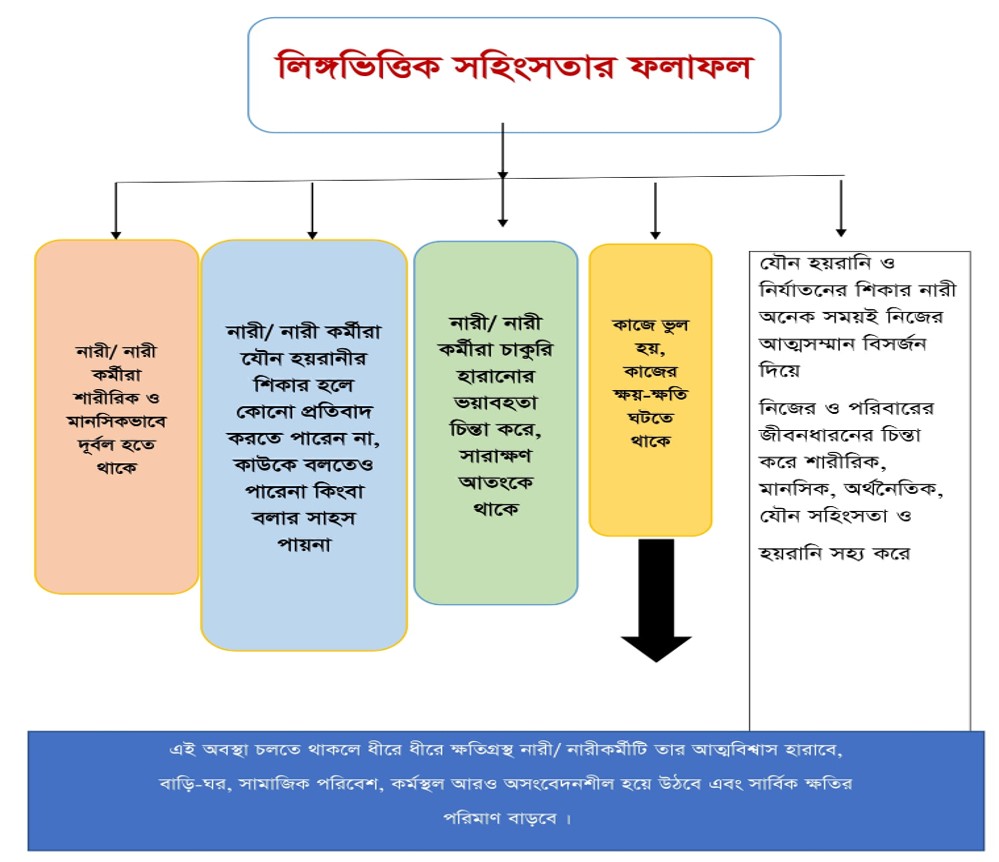 লিঙ্গভিত্তিক সহিংসতার ফলাফল
নারী/ নারী
কর্মীরা
শারীরিক ও
মানসিকভাবে
দূর্বল হতে
থাকে
নারী/ নারী কর্মীরা
যৌন হয়রানীর
শিকার হলে
কোনো প্রতিবাদ
করতে পারেন না,
কাউকে বলতেও
পারেনা কিংবা
বলার সাহস
পায়না
নারী/ নারী
কর্মীরা চাকুরি
হারানোর
ভয়াবহতা
চিন্তা করে,
সারাক্ষণ
আতংকে
থাকে
কাজে ভুল
হয়,
কাজের
ক্ষয়-ক্ষতি
ঘটতে
থাকে
যৌন হয়রানি ও
নির্যাতনের শিকার নারী
অনেক সময়ই নিজের
আত্মসম্মান বিসর্জন
দিয়ে
নিজের ও পরিবারের
জীবনধারনের চিন্তা
করে শারীরিক,
মানসিক, অর্থনৈতিক,
যৌন সহিংসতা ও
হয়রানি সহ্য করে
এই অবস্থা চলতে থাকলে ধীরে ধীরে ক্ষতিগ্রস্থ নারী/ নারীকর্মীটি তার আত্মবিশ্বাস হারাবে,
বাড়ি-ঘর, সামাজিক পরিবেশ, কর্মস্থল আরও অসংবেদনশীল হয়ে উঠবে এবং সার্বিক ক্ষতির
পরিমাণ বাড়বে ।